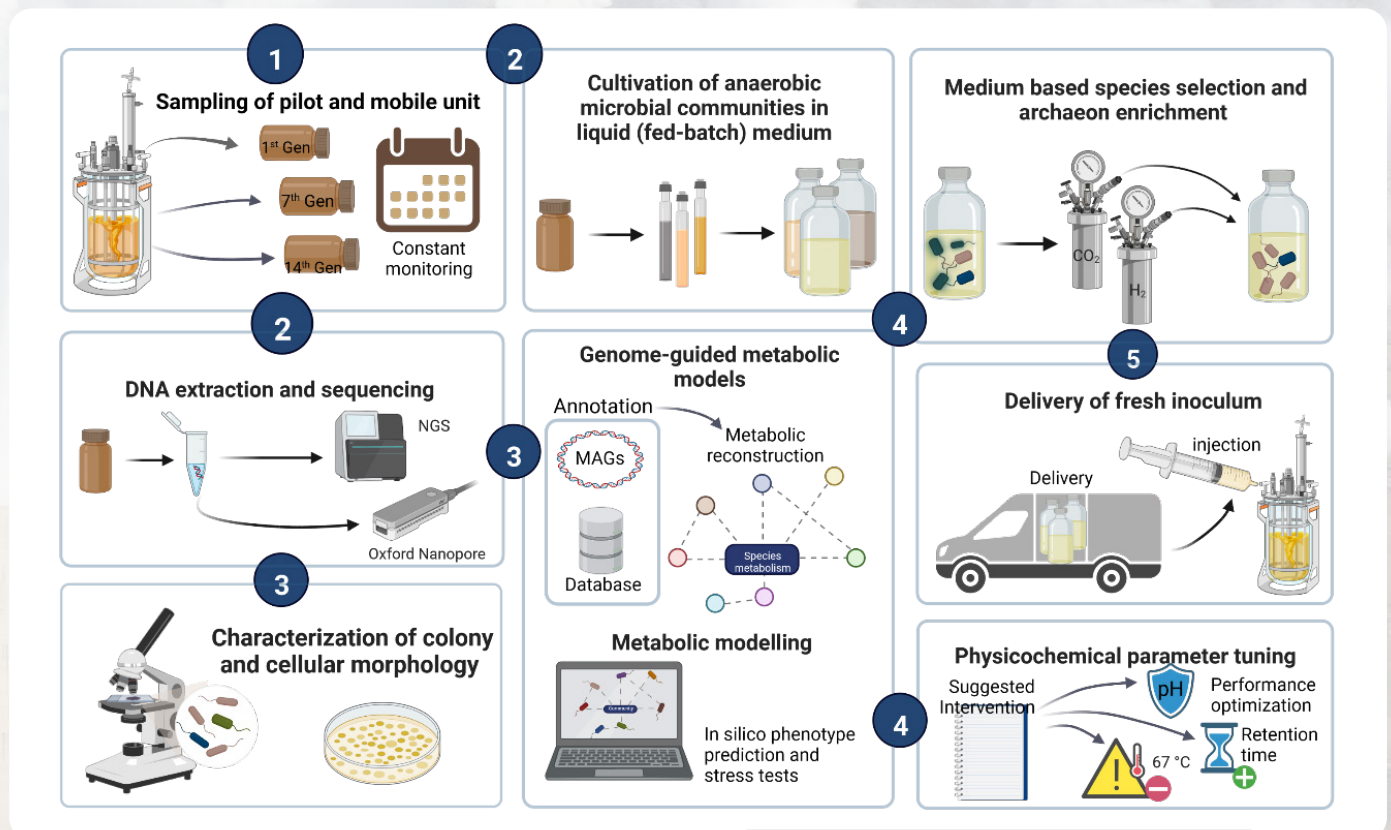 1
Sampling of pilot and mobile unit
1st Gen
7th Gen
14th Gen
Constant
monitoring
2
Cultivation of anaerobic
microbial communities in
liquid (fed-batch) medium
Medium based species selection and
archaeon enrichment
CO₂
H₂
2
DNA extraction and sequencing
NGS
Oxford Nanopore
3
Characterization of colony
and cellular morphology
3
Genome-guided metabolic
models
Annotation
MAGs
Database
Metabolic
reconstruction
Species
metabolism
Metabolic modelling
Community
In silico phenotype
prediction and
stress tests
4
5
Delivery of fresh inoculum
Delivery
injection
4
Physicochemical parameter tuning
Suggested
Intervention
pH
Performance
optimization
67 °C
Retention
time